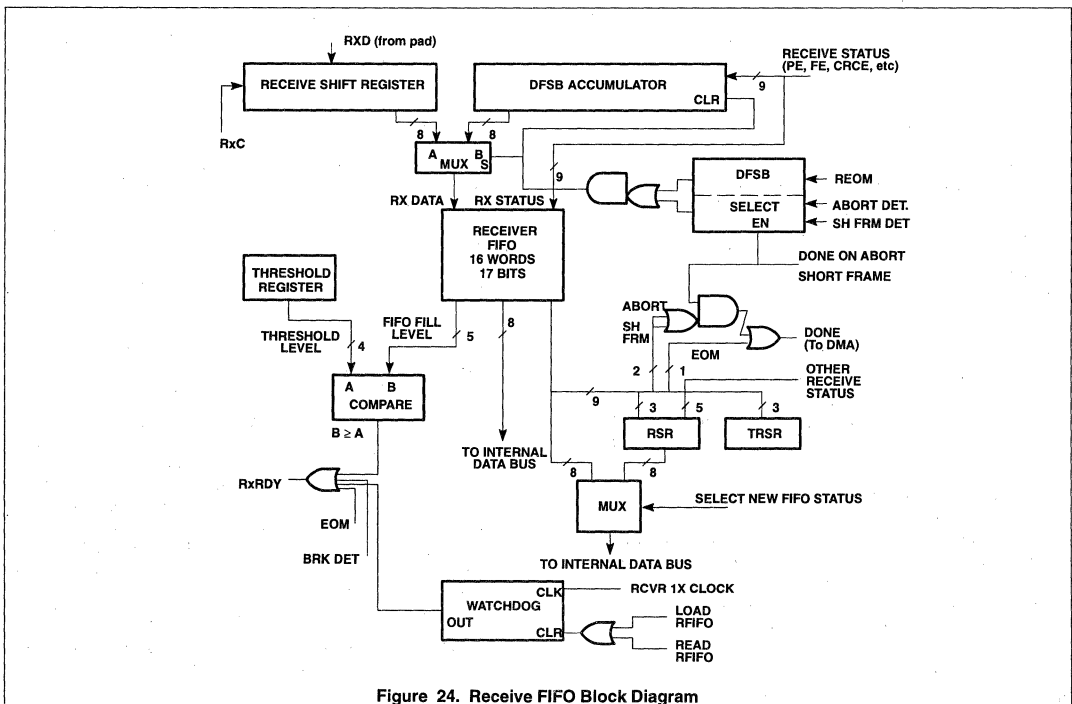 RXD (from pad)
RECEIVE STATUS
(PE, FE, CRCE, etc)
RECEIVE SHIFT REGISTER
DFSB ACCUMULATOR
CLR
9
RxC
8
8
A B
MUX S
9
DFSB
REOM
SELECT
ABORT DET.
EN
SH FRM DET
RX DATA
RX STATUS
RECEIVER
FIFO
16 WORDS
17 BITS
DONE ON ABORT
SHORT FRAME
THRESHOLD
REGISTER
ABORT
SH
FRM
DONE
(To DMA)
EOM
THRESHOLD
LEVEL
4
FIFO FILL
LEVEL
5
8
2
1
OTHER
RECEIVE
STATUS
A B
COMPARE
9
3
5
3
RSR
TRSR
B ≥ A
TO INTERNAL
DATA BUS
8
8
RxRDY
MUX
SELECT NEW FIFO STATUS
EOM
BRK DET
TO INTERNAL DATA BUS
CLK
RCVR 1X CLOCK
WATCHDOG
OUT
CLR
LOAD
RFIFO
READ
RFIFO
Figure 24. Receive FIFO Block Diagram